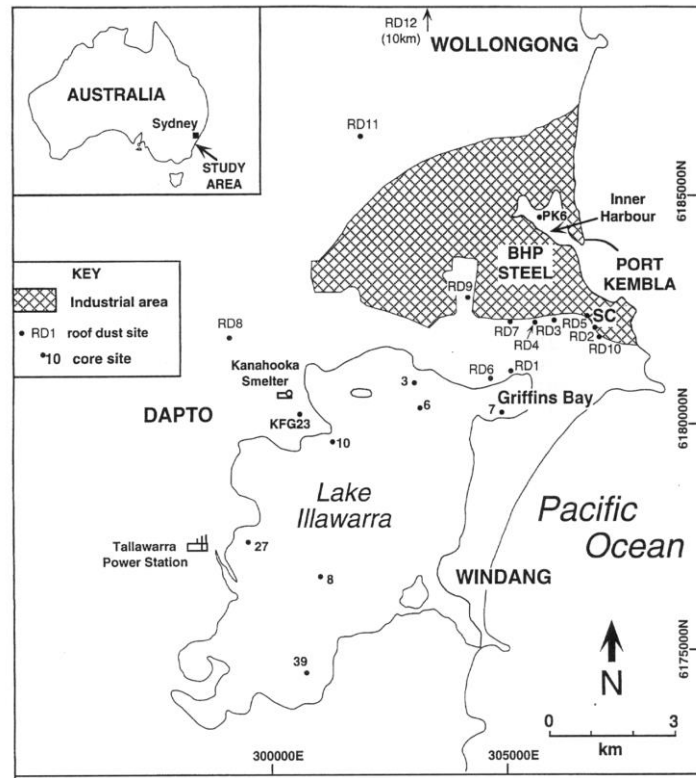 RD12
(10km)
WOLLONGONG
AUSTRALIA
Sydney
STUDY
AREA
RD11
6185000N
PK6
Inner
Harbour
BHP
STEEL
PORT
KEMBLA
KEY
Industrial area
RD1 roof dust site
10 core site
RD9
RD8
RD7
RD4
RD3
RD5
SC
RD2
RD10
Kanahooka
Smelter
3
RD6
RD1
6
7
Griffins Bay
6180000N
DAPTO
KFG23
10
Lake
Illawarra
Pacific
Ocean
27
Tallawarra
Power Station
8
WINDANG
39
6175000N
N
0 3
km
300000E
305000E